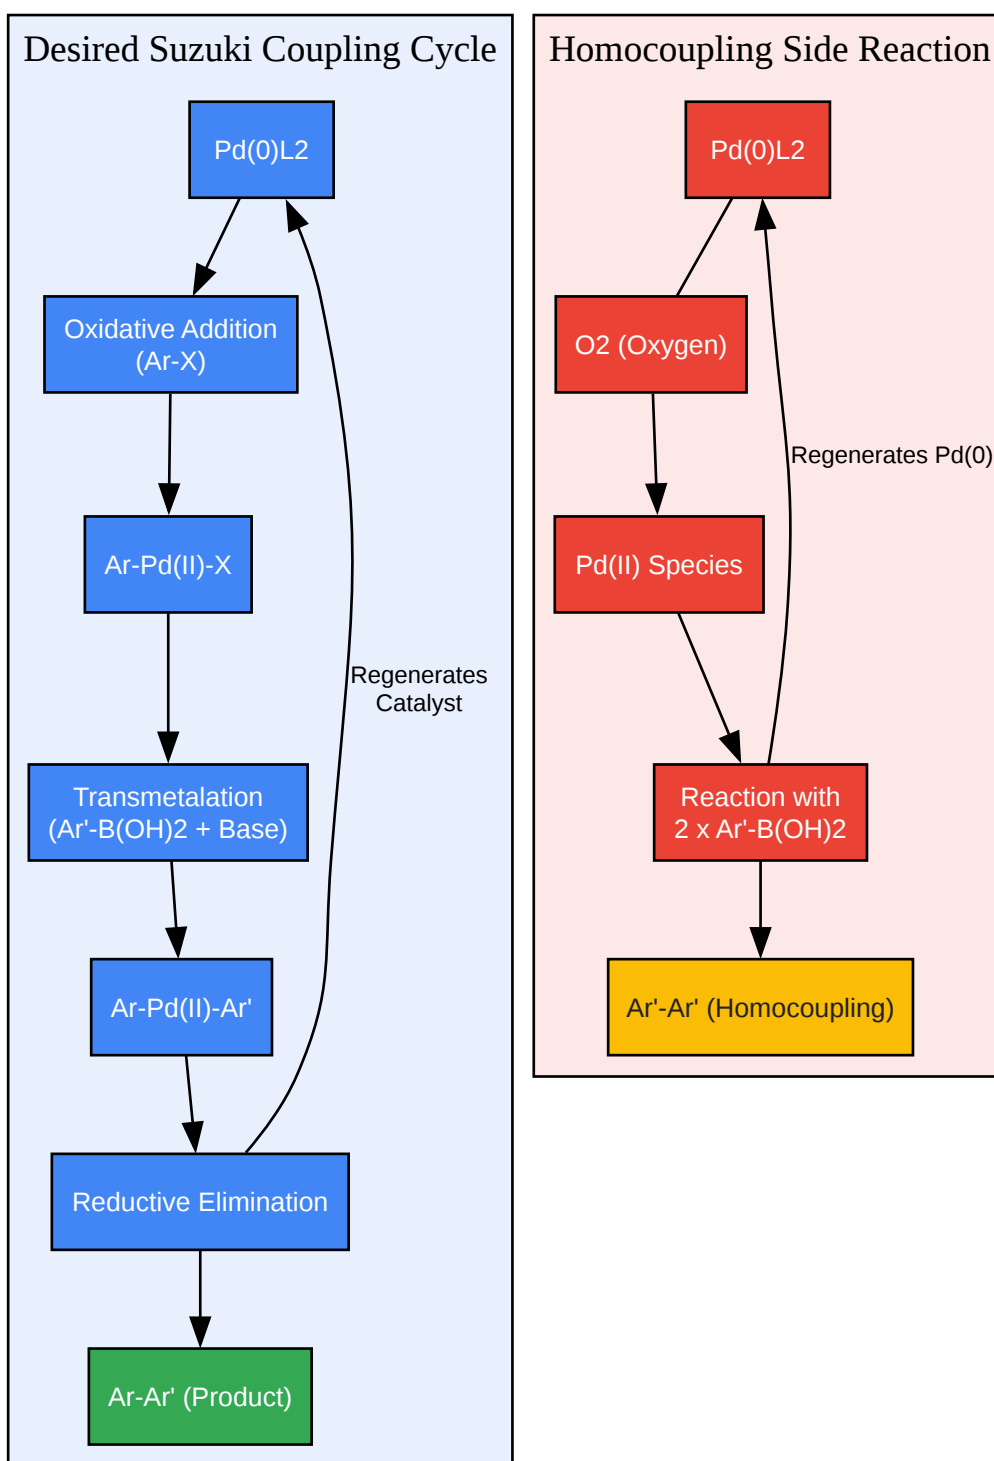 Desired Suzuki Coupling Cycle
Pd(0)L2
Oxidative Addition
(Ar-X)
Ar-Pd(II)-X
Regenerates
Catalyst
Transmetalation
(Ar'-B(OH)2 + Base)
Ar-Pd(II)-Ar'
Reductive Elimination
Ar-Ar' (Product)
Homocoupling Side Reaction
Pd(0)L2
O2 (Oxygen)
Regenerates Pd(0)
Pd(II) Species
Reaction with
2 x Ar'-B(OH)2
Ar'-Ar' (Homocoupling)